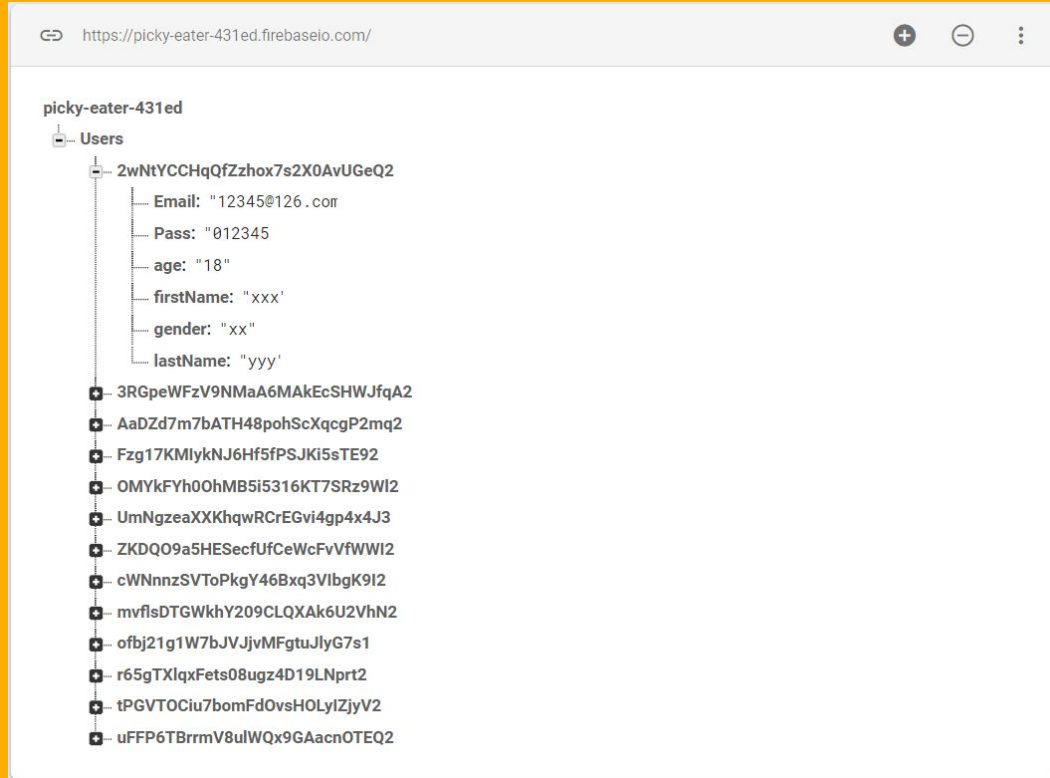 https://picky-eater-431ed.firebaseio.com/
picky-eater-431ed
Users
2wNtYCCHqQfZzhox7s2X0AvUGeQ2
Email: "12345@126.com
Pass: "012345
age: "18"
firstName: "xxx'
gender: "xx"
lastName: "yyy'
3RGpeWFzV9NMaA6MAkEcSHWJfqA2
AaDZd7m7bATH48pohScXqcgP2mq2
Fzg17KMIykNJ6Hf5fPSJKi5sTE92
OMYkFYh0OhMB5i5316KT7SRz9Wl2
UmNgzeaXXKhqwRCrEGvi4gp4x4J3
ZKDQO9a5HESecfUfCeWcFvVfWWI2
cWNnnzSVToPkgY46Bxq3VIbgK9I2
mvflsDTGWkhY209CLQXAk6U2VhN2
ofbj21g1W7bJVJjvMFgtuJlyG7s1
r65gTXlqxFets08ugz4D19LNprt2
tPGVTOCiu7bomFdOvsHOLyIZjyV2
uFFP6TBrrmV8ulWQx9GAacnOTEQ2